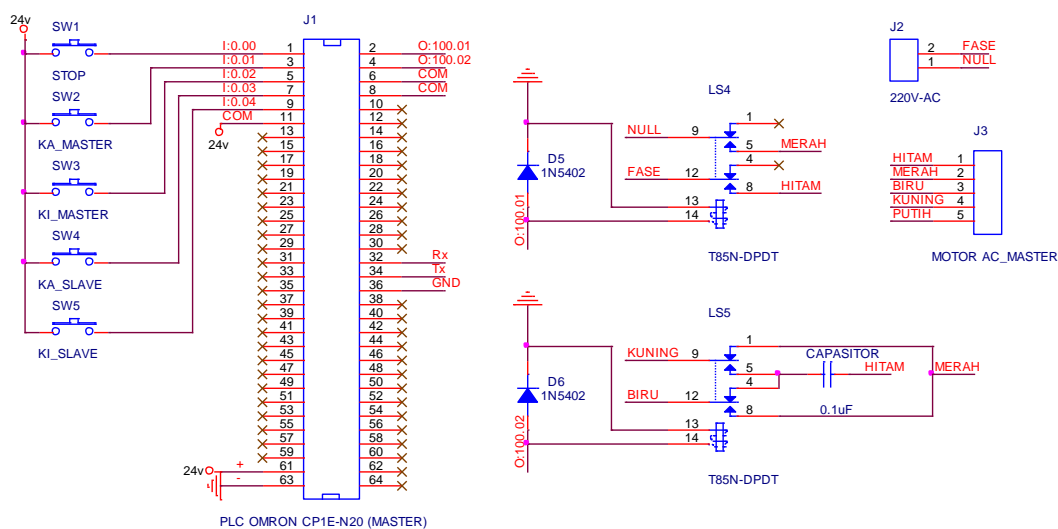 24v
SW1
STOP
SW2
KA_MASTER
SW3
KI_MASTER
SW4
KA_SLAVE
SW5
KI_SLAVE
J1
I:0.00 1 2 O:100.01
I:0.01 3 4 O:100.02
I:0.02 5 6 COM
I:0.03 7 8 COM
I:0.04 9 10
COM 11 12
24v
13 14
15 16
17 18
19 20
21 22
23 24
25 26
27 28
29 30
31 32 Rx
33 34 Tx
35 36 GND
37 38
39 40
41 42
43 44
45 46
47 48
49 50
51 52
53 54
55 56
57 58
59 60
24v + 61 62
- 63 64
PLC OMRON CP1E-N20 (MASTER)
LS4
NULL 9 1
5 MERAH
FASE 12 4
8 HITAM
13
14
D5
1N5402
O:100.01
T85N-DPDT
LS5
KUNING 9 1
5 CAPASITOR HITAM MERAH
BIRU 12 4
8 0.1uF
13
14
D6
1N5402
O:100.02
T85N-DPDT
J2
2 FASE
1 NULL
220V-AC
J3
HITAM 1
MERAH 2
BIRU 3
KUNING 4
PUTIH 5
MOTOR AC_MASTER